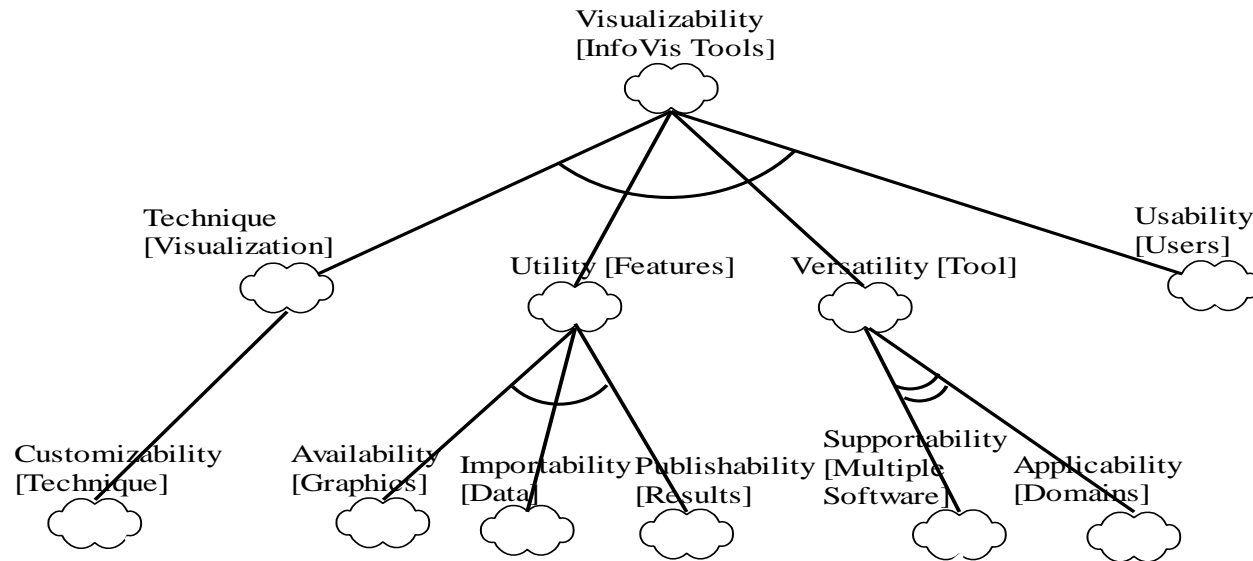 Visualizability
[InfoVis Tools]
Technique
[Visualization]
Utility [Features]
Versatility [Tool]
Usability
[Users]
Customizability
[Technique]
Availability
[Graphics]
Importability
[Data]
Publishability
[Results]
Supportability
[Multiple
Software]
Applicability
[Domains]